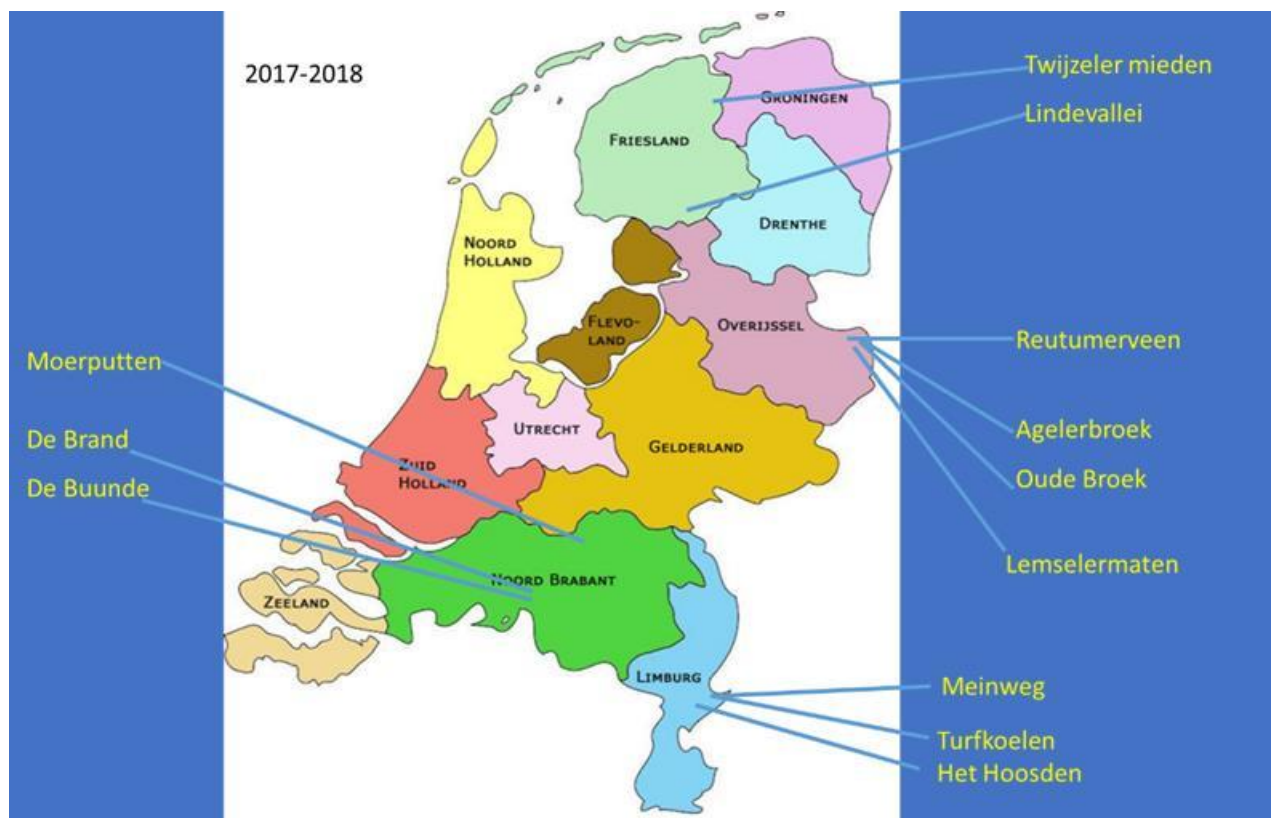 2017-2018
Twijzeler mieden
GRONINGEN
Lindevallei
FRIESLAND
DRENTHE
NOORD
HOLLAND
FLEVO-
LAND
OVERIJSSEL
Reutumerveen
Moerputten
Agelerbroek
De Brand
UTRECHT
GELDERLAND
ZUID
HOLLAND
Oude Broek
De Buunde
Lemselermaten
NOORD BRABANT
ZEELAND
LIMBURG
Meinweg
Turfkoelen
Het Hoosden